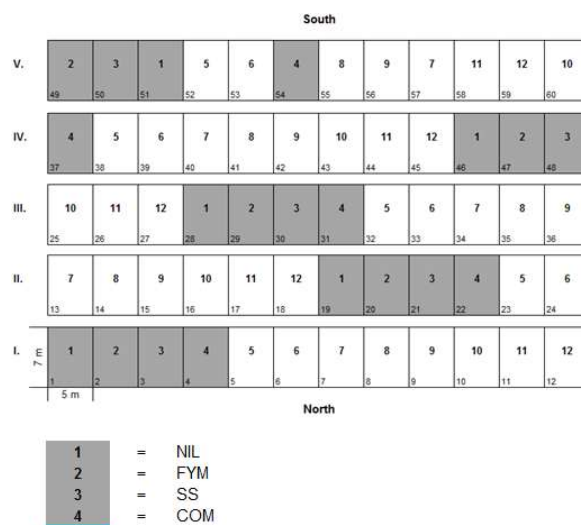 South
V. 2 3 1 5 6 4 8 9 7 11 12 10
49 50 51 52 53 54 55 56 57 58 59 60
IV. 4 5 6 7 8 9 10 11 12 1 2 3
37 38 39 40 41 42 43 44 45 46 47 48
III. 10 11 12 1 2 3 4 5 6 7 8 9
25 26 27 28 29 30 31 32 33 34 35 36
II. 7 8 9 10 11 12 1 2 3 4 5 6
13 14 15 16 17 18 19 20 21 22 23 24
I. 7 m 1 2 3 4 5 6 7 8 9 10 11 12
1 2 3 4 5 6 7 8 9 10 11 12
5 m
North
1 = NIL
2 = FYM
3 = SS
4 = COM